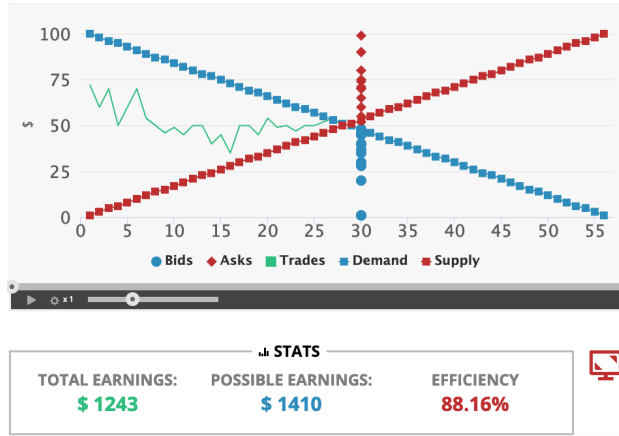 100
75
$
50
25
0
0 5 10 15 20 25 30 35 40 45 50 55
Bids Asks Trades Demand Supply
x 1
STATS
TOTAL EARNINGS: POSSIBLE EARNINGS: EFFICIENCY
$ 1243 $ 1410 88.16%